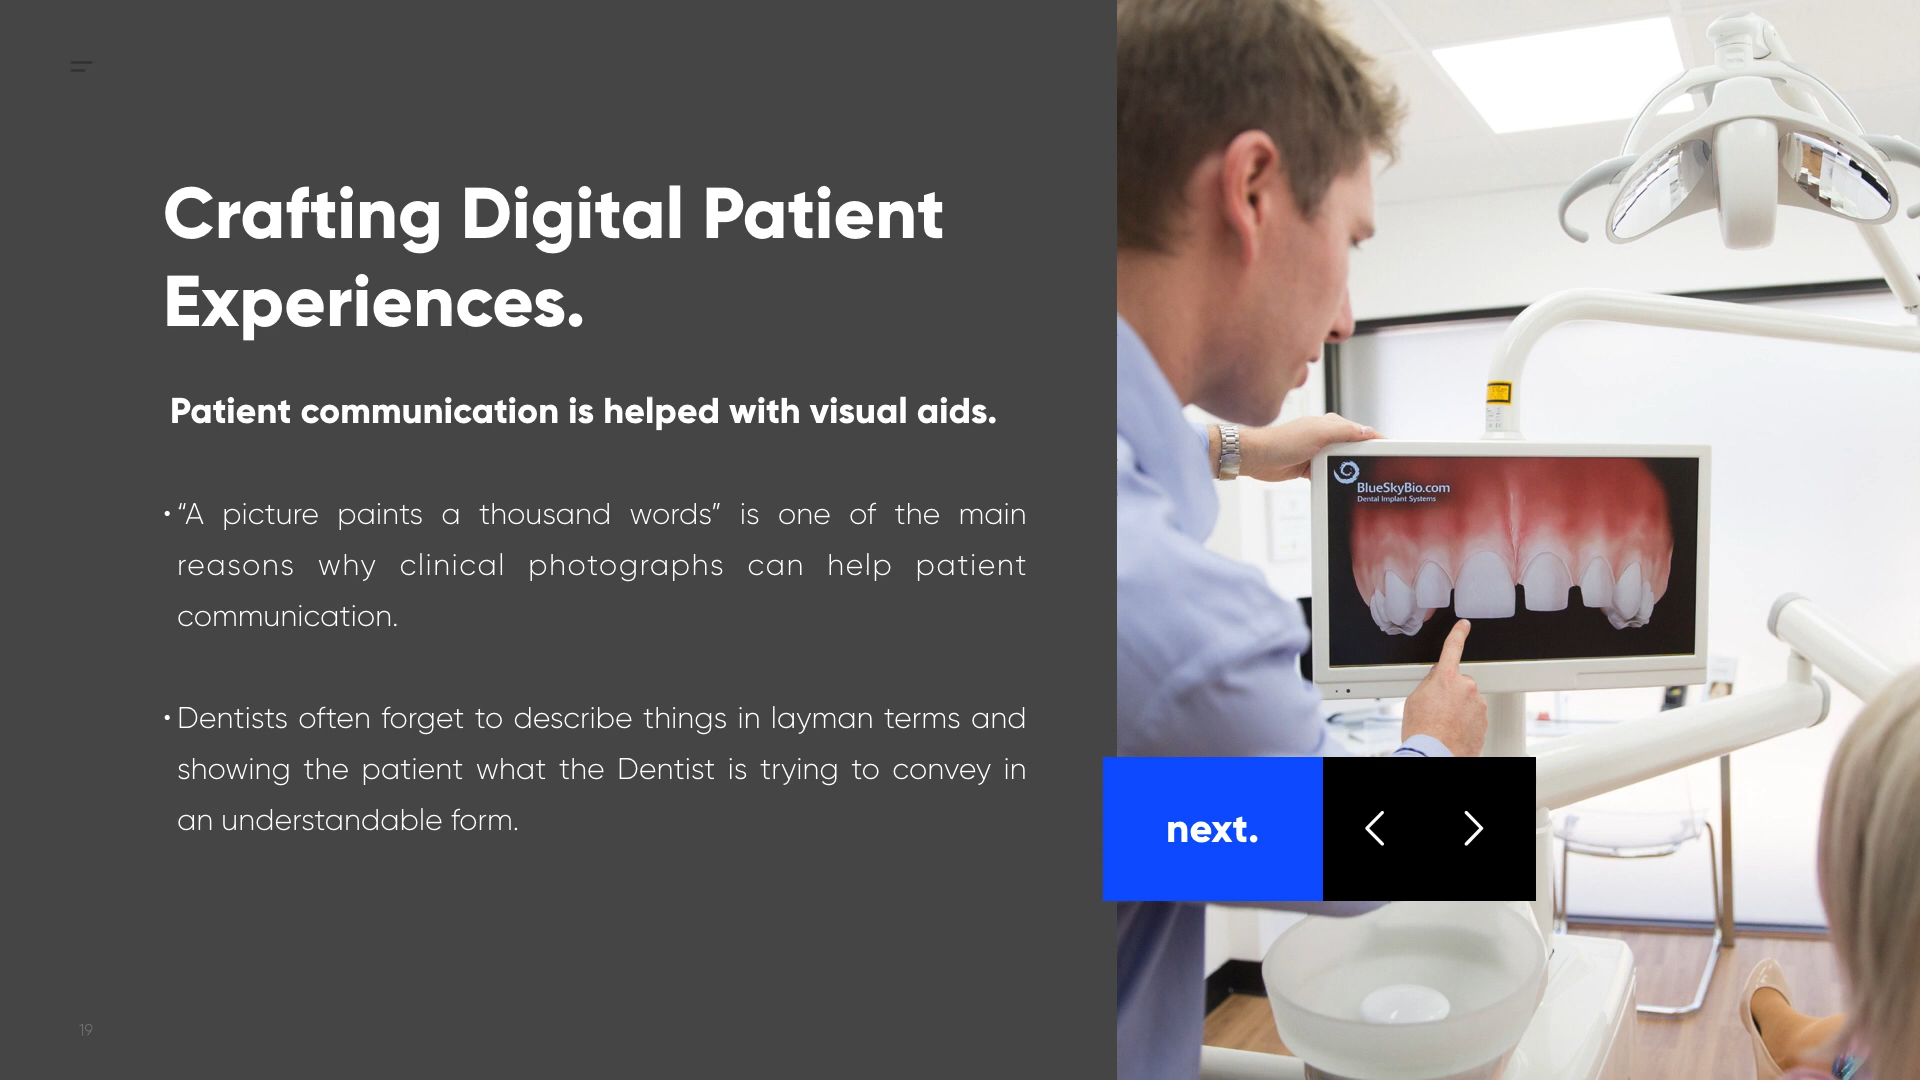 Crafting Digital Patient
Experiences.
Patient communication is helped with visual aids.
• “A picture paints a thousand words” is one of the main
reasons why clinical photographs can help patient
communication.
• Dentists often forget to describe things in layman terms and
showing the patient what the Dentist is trying to convey in
an understandable form.
BlueSkyBio.com
Dental Implant Systems
next.
19